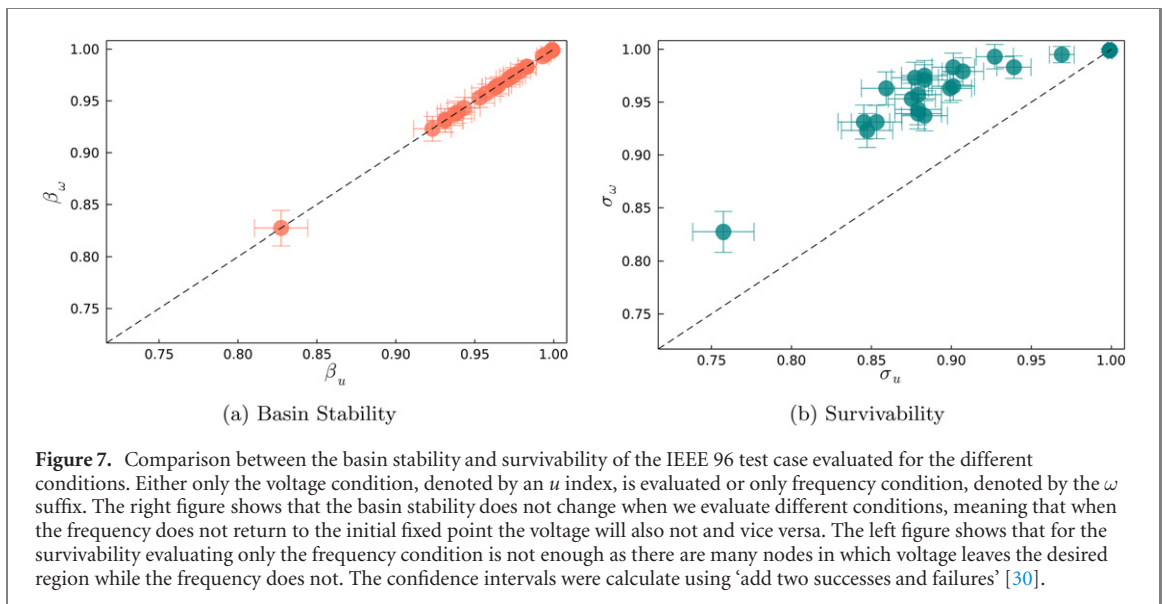 1.00
0.95
0.90
0.85
0.80
0.75
β_ω
0.75 0.80 0.85 0.90 0.95 1.00
β_u
(a) Basin Stability
1.00
0.95
0.90
0.85
0.80
0.75
σ_ω
0.75 0.80 0.85 0.90 0.95 1.00
σ_u
(b) Survivability
Figure 7. Comparison between the basin stability and survivability of the IEEE 96 test case evaluated for the different
conditions. Either only the voltage condition, denoted by an u index, is evaluated or only frequency condition, denoted by the ω
suffix. The right figure shows that the basin stability does not change when we evaluate different conditions, meaning that when
the frequency does not return to the initial fixed point the voltage will also not and vice versa. The left figure shows that for the
survivability evaluating only the frequency condition is not enough as there are many nodes in which voltage leaves the desired
region while the frequency does not. The confidence intervals were calculate using ‘add two successes and failures’ [30].